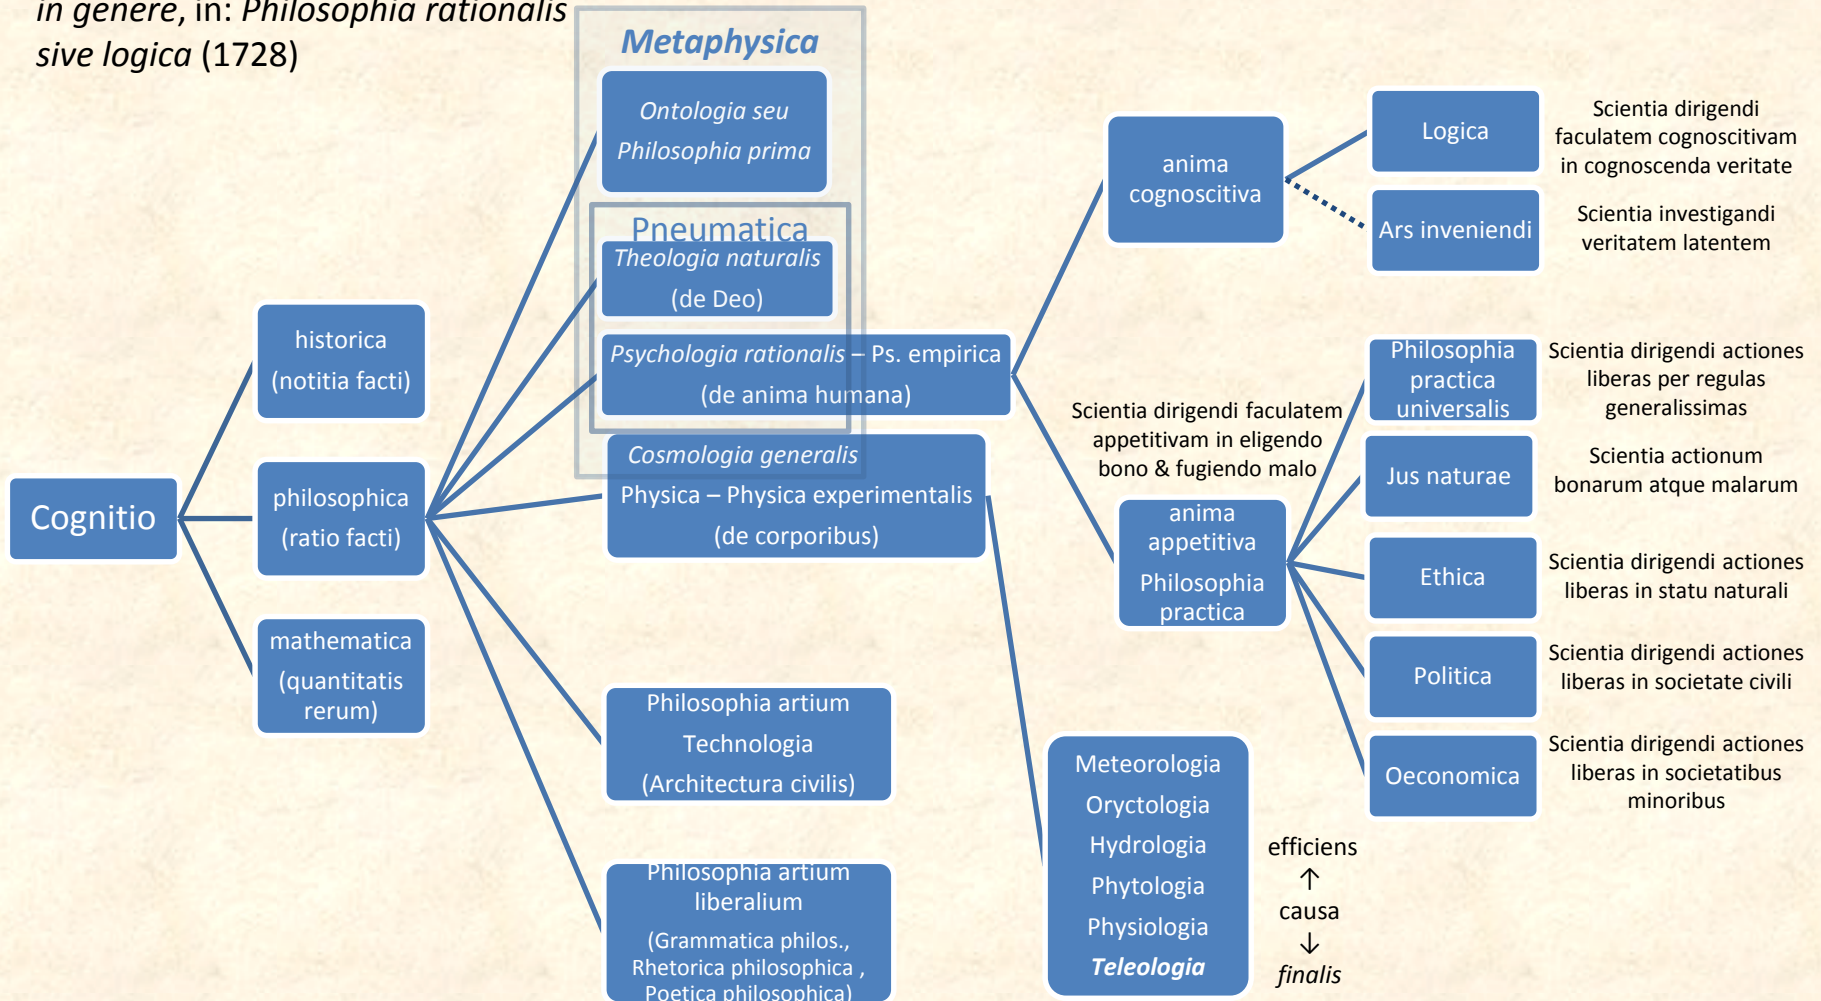 in genere, in: Philosophia rationalis
sive logica (1728)
Metaphysica
Ontologia seu
Philosophia prima
Pneumatica
Theologia naturalis
(de Deo)
Psychologia rationalis – Ps. empirica
(de anima humana)
Cosmologia generalis
Physica – Physica experimentalis
(de corporibus)
Cognitio
historica
(notitia facti)
philosophica
(ratio facti)
mathematica
(quantitatis
rerum)
Philosophia artium
Technologia
(Architectura civilis)
Philosophia artium
liberalium
(Grammatica philos.,
Rhetorica philosophica ,
Poetica philosophica)
anima
cognoscitiva
Logica
Scientia dirigendi
faculatem cognoscitivam
in cognoscenda veritate
Ars inveniendi
Scientia investigandi
veritatem latentem
Scientia dirigendi faculatem
appetitivam in eligendo
bono & fugiendo malo
anima
appetitiva
Philosophia
practica
Philosophia
practica
universalis
Scientia dirigendi actiones
liberas per regulas
generalissimas
Jus naturae
Scientia actionum
bonarum atque malarum
Ethica
Scientia dirigendi actiones
liberas in statu naturali
Politica
Scientia dirigendi actiones
liberas in societate civili
Oeconomica
Scientia dirigendi actiones
liberas in societatibus
minoribus
Meteorologia
Oryctologia
Hydrologia
Phytologia
Physiologia
Teleologia
efficiens
↑
causa
↓
finalis